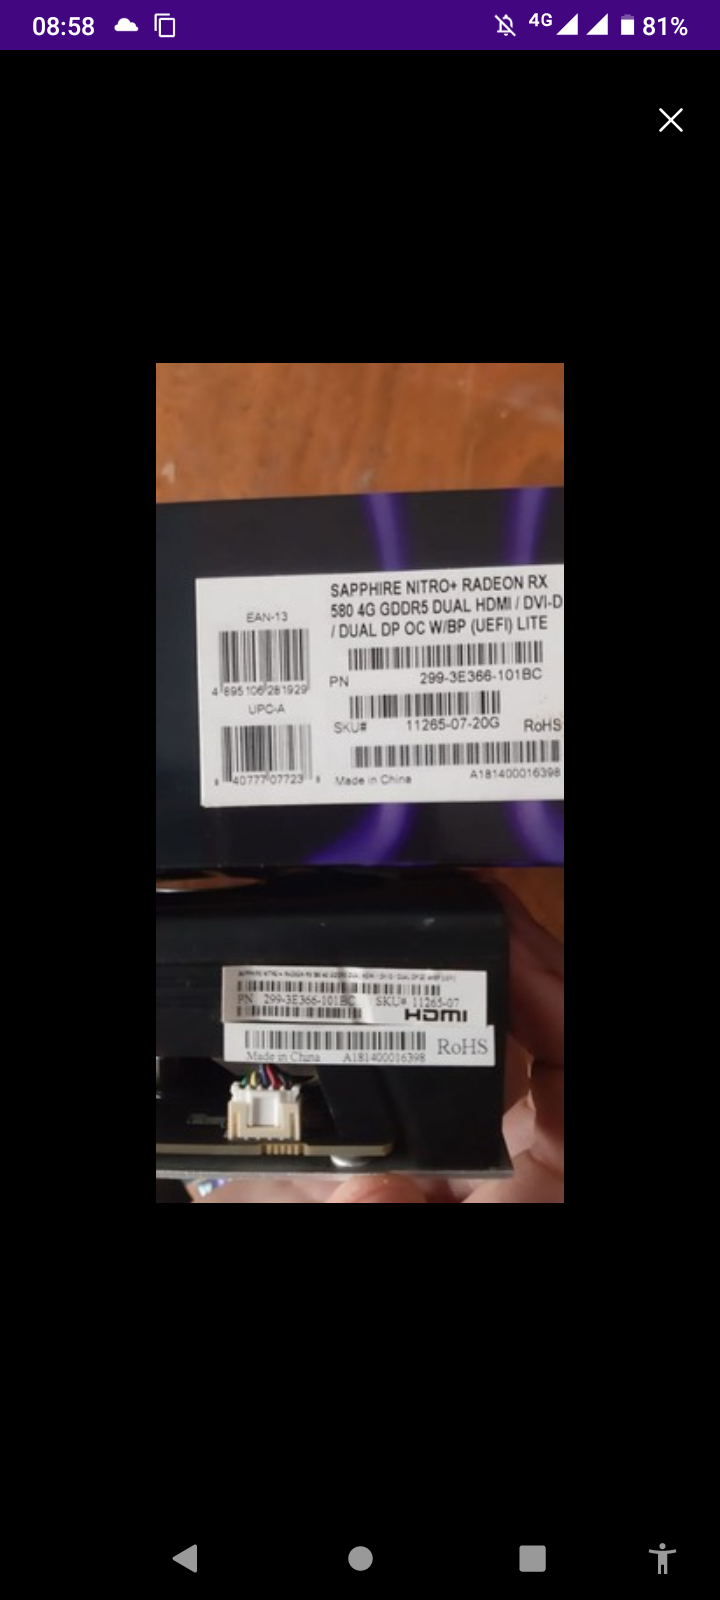 08:58
4G
81%
SAPPHIRE NITRO+ RADEON RX
580 4G GDDR5 DUAL HDMI / DVI-D
/ DUAL DP OC W/BP (UEFI) LITE
EAN-13
4 895106 281929
UPC-A
40777 07723
PN 299-3E366-101BC
SKU# 11265-07-20G RoHS
Made in China A181400016398
PN 299-3E366-101BC SKU# 11265-07
HDMI
Made in China A181400016398 RoHS